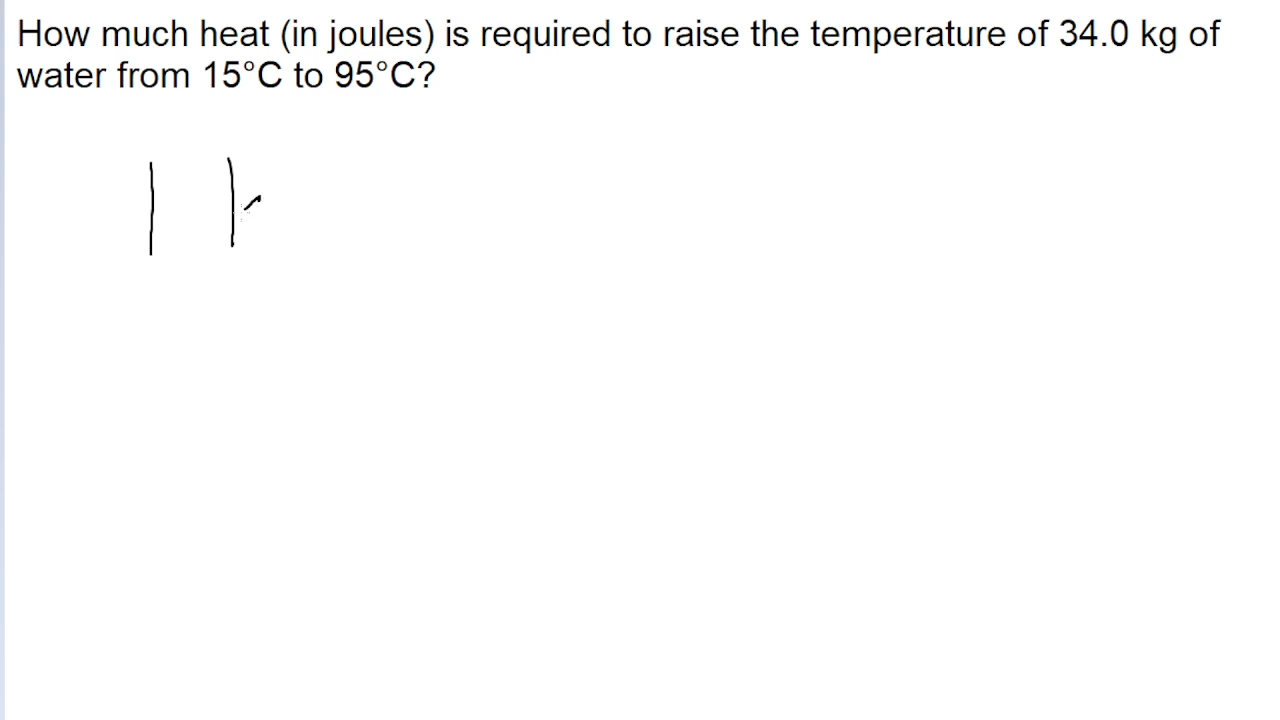 How much heat (in joules) is required to raise the temperature of 34.0 kg of
water from 15°C to 95°C?